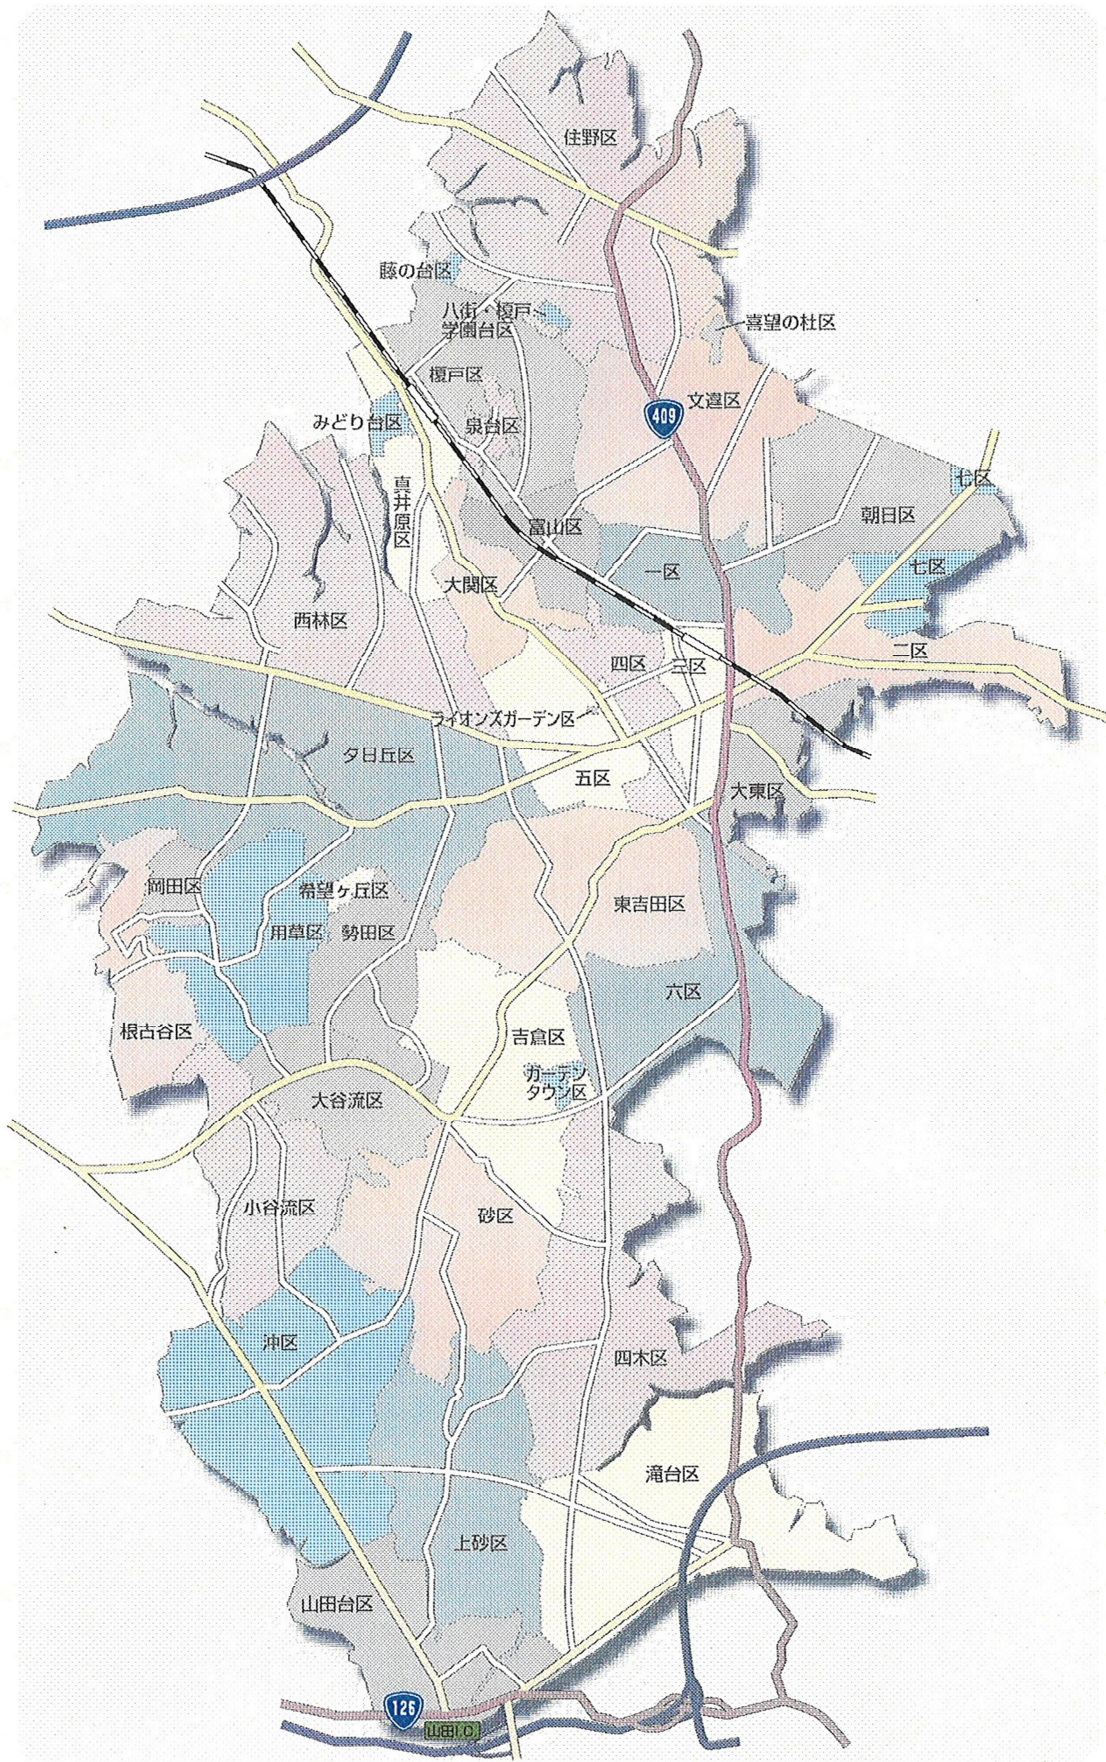 住野区
藤の台区
八街・榎戸
学園台区
喜望の杜区
榎戸区
文違区
409
みどり台区
泉台区
七区
真井原区
朝日区
富山区
七区
一区
大関区
西林区
二区
四区
三区
ライオンズガーデン区
夕日丘区
五区
大東区
岡田区
希望ヶ丘区
東吉田区
用草区
勢田区
六区
根古谷区
吉倉区
ガーデン
タウン区
大谷流区
小谷流区
砂区
沖区
四木区
滝台区
上砂区
山田台区
126
山田I.C.